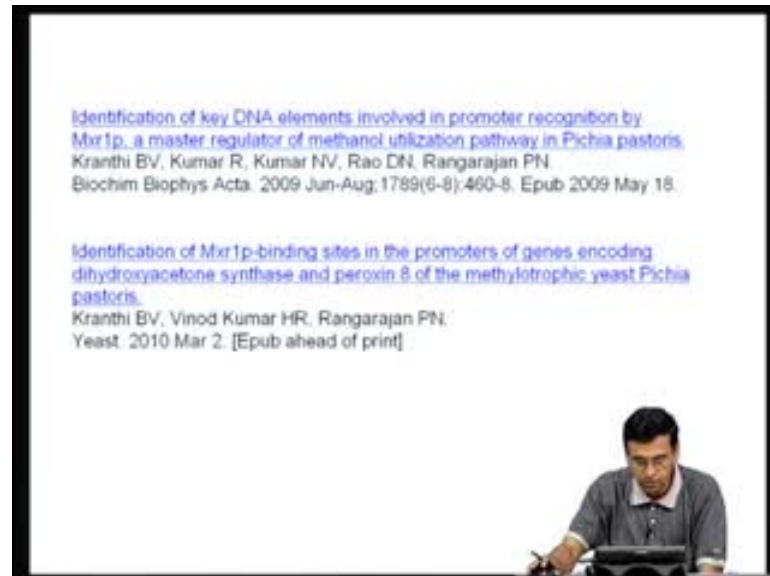 Identification of key DNA elements involved in promoter recognition by
Mxr1p, a master regulator of methanol utilization pathway in Pichia pastoris.
Kranthi BV, Kumar R, Kumar NV, Rao DN, Rangarajan PN.
Biochim Biophys Acta. 2009 Jun-Aug;1789(6-8):460-8. Epub 2009 May 18.
Identification of Mxr1p-binding sites in the promoters of genes encoding
dihydroxyacetone synthase and peroxin 8 of the methylotrophic yeast Pichia
pastoris.
Kranthi BV, Vinod Kumar HR, Rangarajan PN.
Yeast. 2010 Mar 2. [Epub ahead of print]